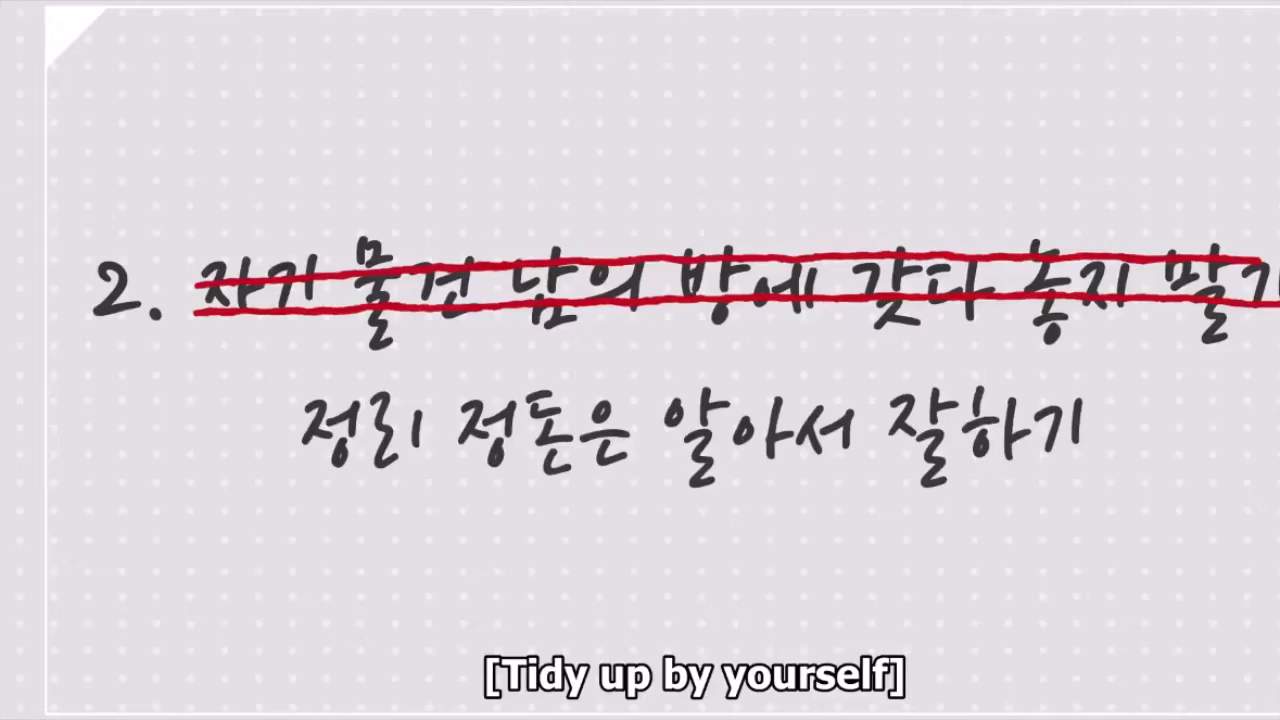 2. 자기 물건 남의 방에 갖다 놓지 말기
정리 정돈은 알아서 잘하기
[Tidy up by yourself]